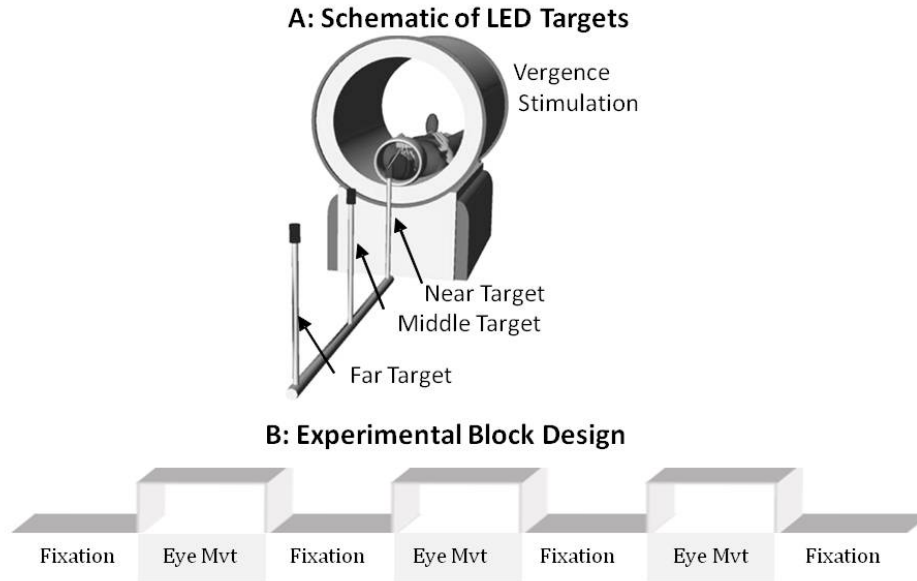 A: Schematic of LED Targets
Vergence
Stimulation
Near Target
Middle Target
Far Target
B: Experimental Block Design
Fixation Eye Mvt Fixation Eye Mvt Fixation Eye Mvt Fixation